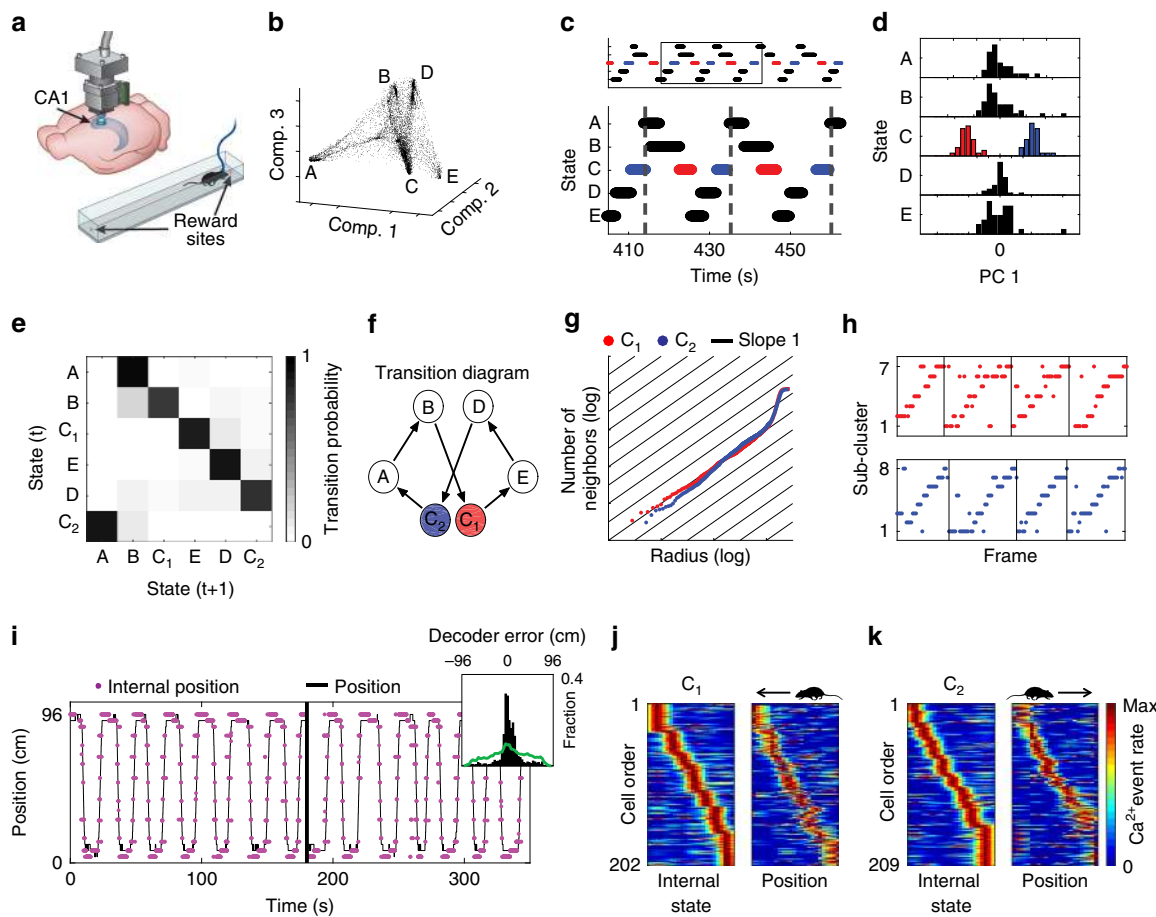 a
CA1
Reward
sites
b
Comp. 3
B
D
A
C
E
Comp. 1
Comp. 2
c
State
A
B
C
D
E
410
430
450
Time (s)
d
State
A
B
C
D
E
0
PC 1
e
State (t)
A
B
C1
E
D
C2
A
B
C1
E
D
C2
State (t+1)
1
0
Transition probability
f
Transition diagram
B
D
A
E
C2
C1
g
C1
C2
Slope 1
Number of
neighbors (log)
Radius (log)
h
Sub-cluster
7
1
8
1
Frame
i
Internal position
Position
Position (cm)
96
0
0
100
200
300
Time (s)
Decoder error (cm)
−96
0
96
0.4
Fraction
j
C1
1
Cell order
202
Internal
state
Position
k
C2
1
Cell order
209
Internal
state
Position
Max
0
Ca2+ event rate